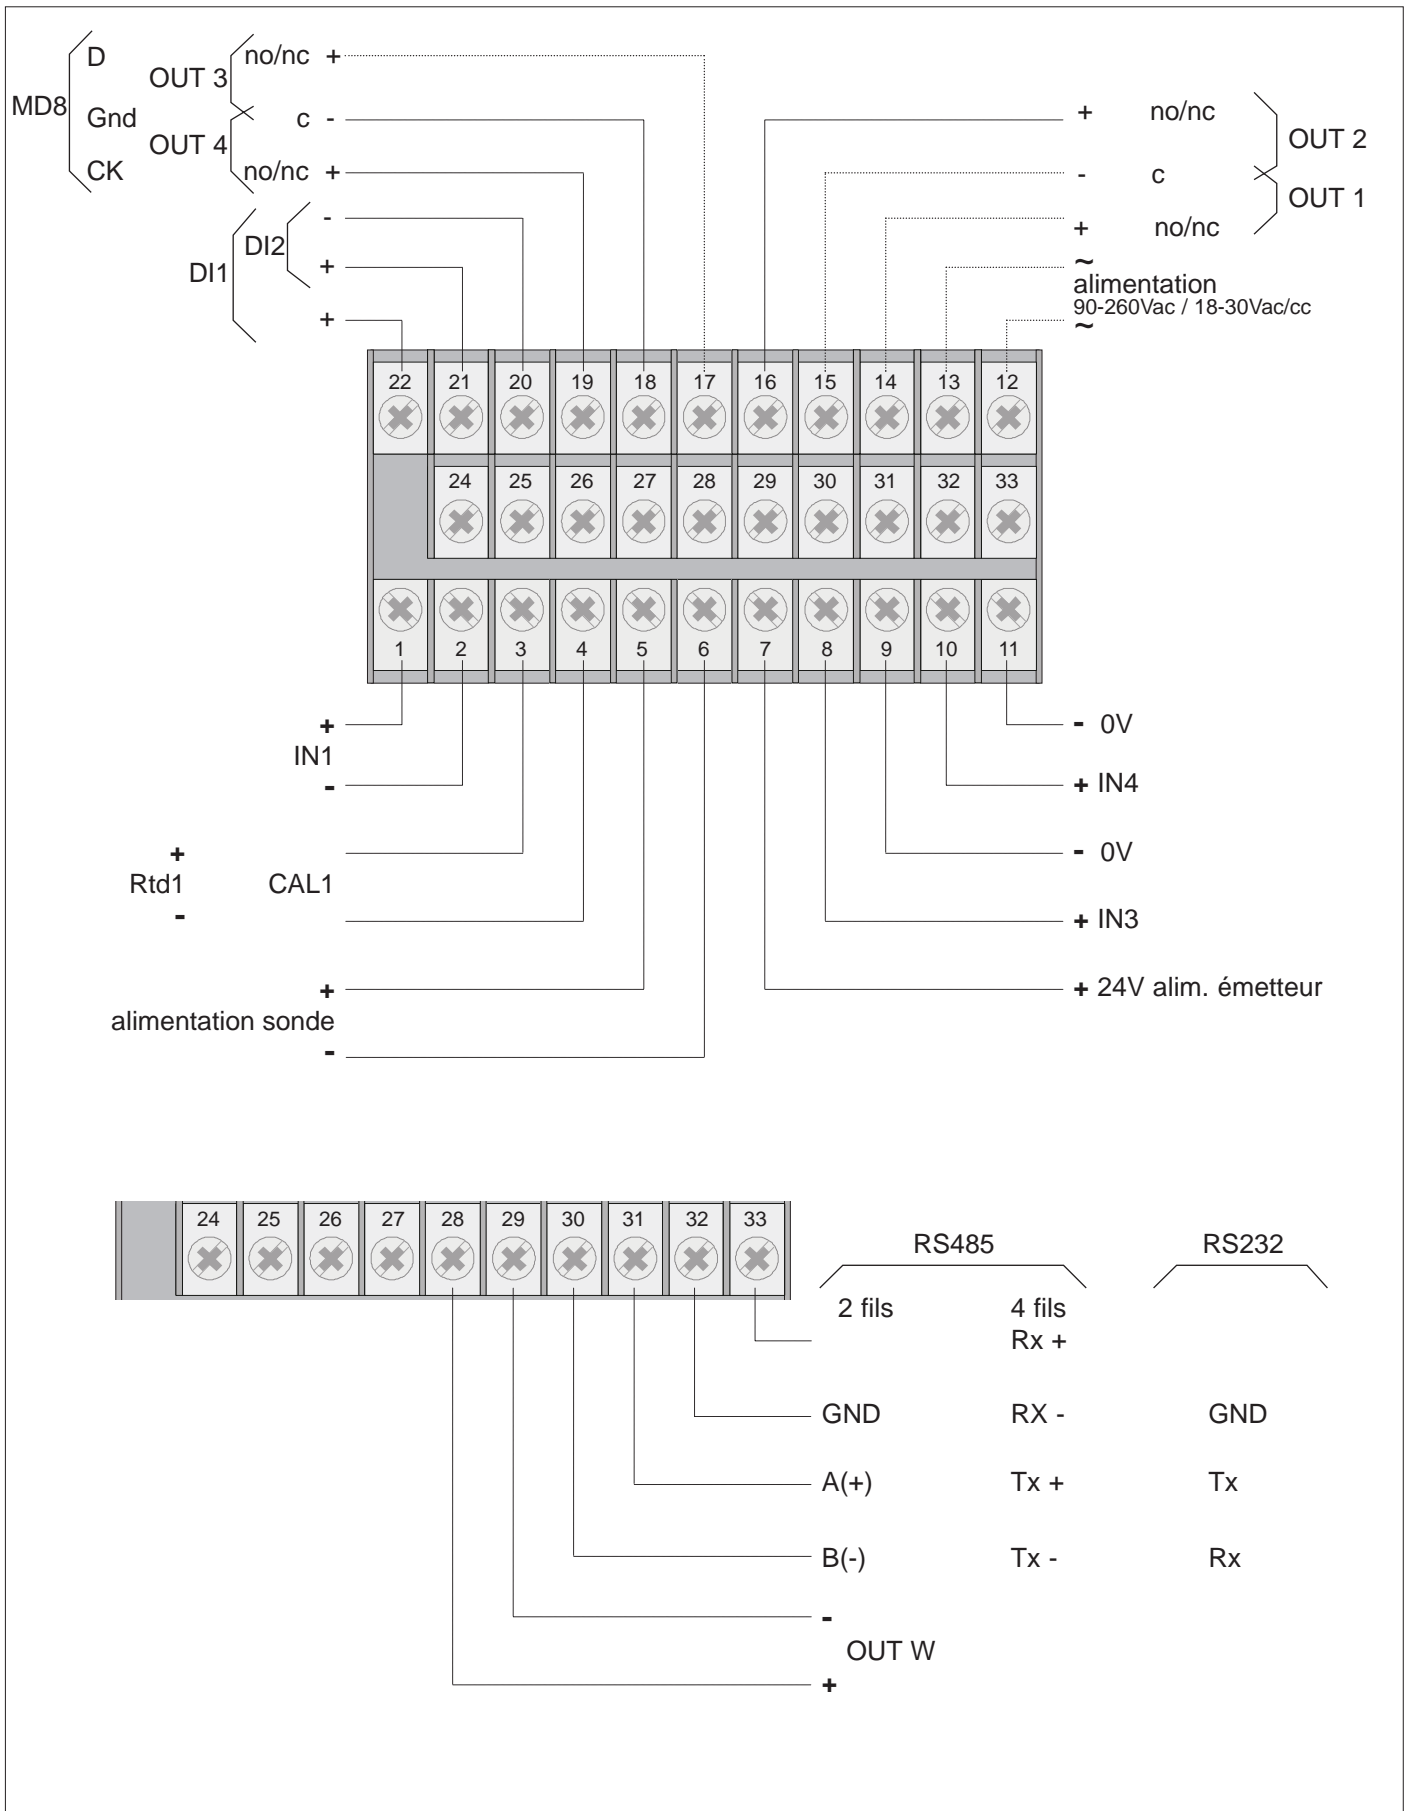 D OUT 3 no/nc +
MD8 Gnd c -
OUT 4
CK no/nc +
DI1 DI2 -
+
+
+ no/nc OUT 2
- c
OUT 1
+ no/nc
~
alimentation
90-260Vac / 18-30Vac/cc
~
22 21 20 19 18 17 16 15 14 13 12
24 25 26 27 28 29 30 31 32 33
1 2 3 4 5 6 7 8 9 10 11
+
IN1
-
+
Rtd1 CAL1
-
+
alimentation sonde
-
- 0V
+ IN4
- 0V
+ IN3
+ 24V alim. émetteur
24 25 26 27 28 29 30 31 32 33
RS485 RS232
2 fils 4 fils
Rx +
GND RX - GND
A(+) Tx + Tx
B(-) Tx - Rx
-
OUT W
+